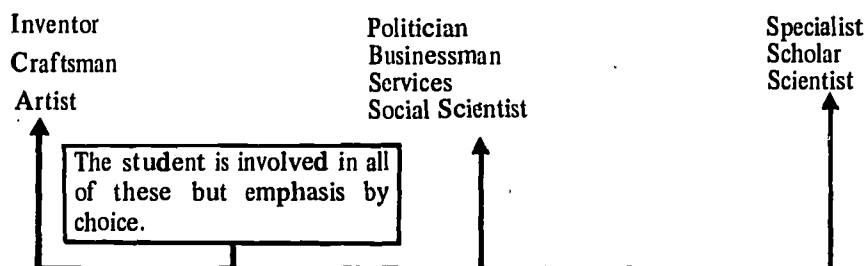 Inventor
Craftsman
Artist
Politician
Businessman
Services
Social Scientist
Specialist
Scholar
Scientist
The student is involved in all
of these but emphasis by
choice.